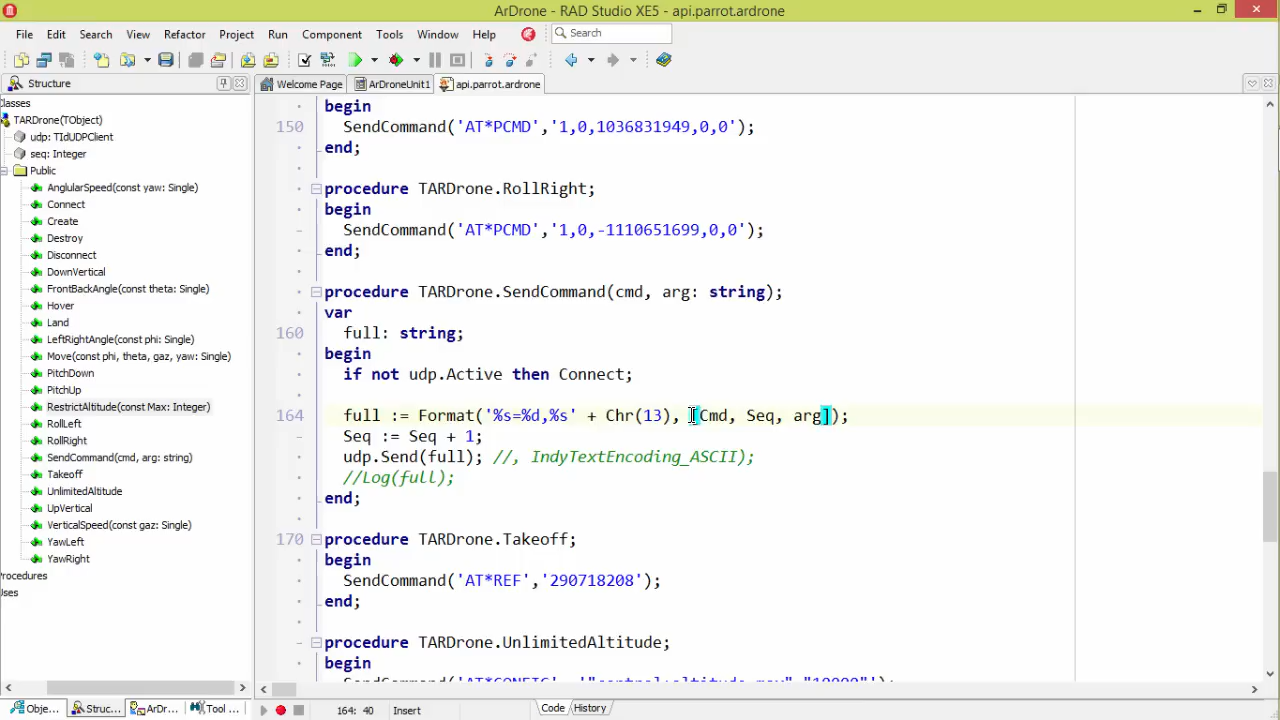 ArDrone - RAD Studio XE5 - api.parrot.ardrone
File Edit Search View Refactor Project Run Component Tools Window Help Search
Structure
Welcome Page ArDroneUnit1 api.parrot.ardrone
Classes
TARDrone(TObject)
udp: TIdUDPClient
seq: Integer
Public
AnglularSpeed(const yaw: Single)
Connect
Create
Destroy
Disconnect
DownVertical
FrontBackAngle(const theta: Single)
Hover
Land
LeftRightAngle(const phi: Single)
Move(const phi, theta, gaz, yaw: Single)
PitchDown
PitchUp
RestrictAltitude(const Max: Integer)
RollLeft
RollRight
SendCommand(cmd, arg: string)
Takeoff
UnlimitedAltitude
UpVertical
VerticalSpeed(const gaz: Single)
YawLeft
YawRight
Procedures
Uses
begin
150 SendCommand('AT*PCMD','1,0,1036831949,0,0');
end;
procedure TARDrone.RollRight;
begin
SendCommand('AT*PCMD','1,0,-1110651699,0,0');
end;
procedure TARDrone.SendCommand(cmd, arg: string);
var
160 full: string;
begin
if not udp.Active then Connect;
164 full := Format('%s=%d,%s' + Chr(13), [Cmd, Seq, arg]);
Seq := Seq + 1;
udp.Send(full); //, IndyTextEncoding_ASCII);
//Log(full);
end;
170 procedure TARDrone.Takeoff;
begin
SendCommand('AT*REF','290718208');
end;
procedure TARDrone.UnlimitedAltitude;
begin
SendCommand('AT*CONFIG', '"control:altitude_max","10000"');
Obje... Struc... ArDr... Tool ...
164: 40 Insert Code History